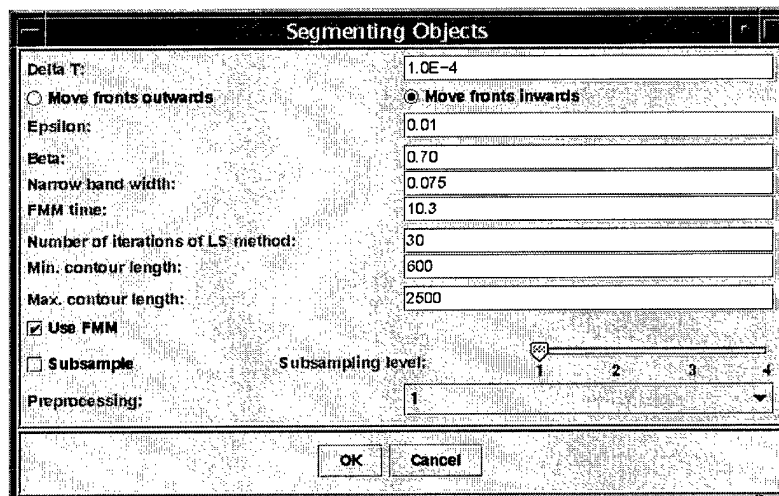 Segmenting Objects
Delta T: 1.0E-4
Move fronts outwards Move fronts inwards
Epsilon: 0.01
Beta: 0.70
Narrow band width: 0.075
FMM time: 10.3
Number of iterations of LS method: 30
Min. contour length: 600
Max. contour length: 2500
Use FMM
Subsample Subsampling level:
1 2 3 4
Preprocessing: 1
OK Cancel